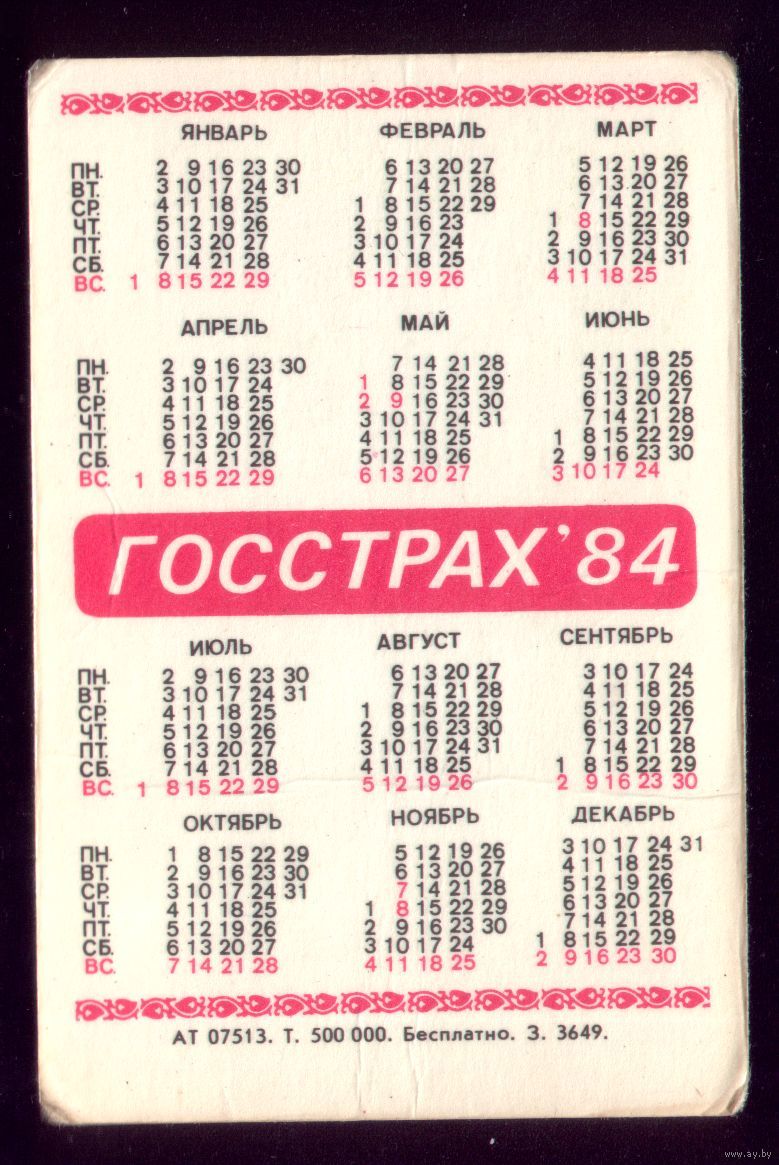 ЯНВАРЬ ФЕВРАЛЬ МАРТ
ПН. 2 9 16 23 30 6 13 20 27 5 12 19 26
ВТ. 3 10 17 24 31 7 14 21 28 6 13 20 27
СР. 4 11 18 25 1 8 15 22 29 7 14 21 28
ЧТ. 5 12 19 26 2 9 16 23 1 8 15 22 29
ПТ. 6 13 20 27 3 10 17 24 2 9 16 23 30
СБ. 7 14 21 28 4 11 18 25 3 10 17 24 31
ВС. 1 8 15 22 29 5 12 19 26 4 11 18 25
АПРЕЛЬ МАЙ ИЮНЬ
ПН. 2 9 16 23 30 7 14 21 28 4 11 18 25
ВТ. 3 10 17 24 1 8 15 22 29 5 12 19 26
СР. 4 11 18 25 2 9 16 23 30 6 13 20 27
ЧТ. 5 12 19 26 3 10 17 24 31 7 14 21 28
ПТ. 6 13 20 27 4 11 18 25 1 8 15 22 29
СБ. 7 14 21 28 5 12 19 26 2 9 16 23 30
ВС. 1 8 15 22 29 6 13 20 27 3 10 17 24
ГОССТРАХ'84
ИЮЛЬ АВГУСТ СЕНТЯБРЬ
ПН. 2 9 16 23 30 6 13 20 27 3 10 17 24
ВТ. 3 10 17 24 31 7 14 21 28 4 11 18 25
СР. 4 11 18 25 1 8 15 22 29 5 12 19 26
ЧТ. 5 12 19 26 2 9 16 23 30 6 13 20 27
ПТ. 6 13 20 27 3 10 17 24 31 7 14 21 28
СБ. 7 14 21 28 4 11 18 25 1 8 15 22 29
ВС. 1 8 15 22 29 5 12 19 26 2 9 16 23 30
ОКТЯБРЬ НОЯБРЬ ДЕКАБРЬ
ПН. 1 8 15 22 29 5 12 19 26 3 10 17 24 31
ВТ. 2 9 16 23 30 6 13 20 27 4 11 18 25
СР. 3 10 17 24 31 7 14 21 28 5 12 19 26
ЧТ. 4 11 18 25 1 8 15 22 29 6 13 20 27
ПТ. 5 12 19 26 2 9 16 23 30 7 14 21 28
СБ. 6 13 20 27 3 10 17 24 1 8 15 22 29
ВС. 7 14 21 28 4 11 18 25 2 9 16 23 30
АТ 07513. Т. 500 000. Бесплатно. З. 3649.
www.ay.by